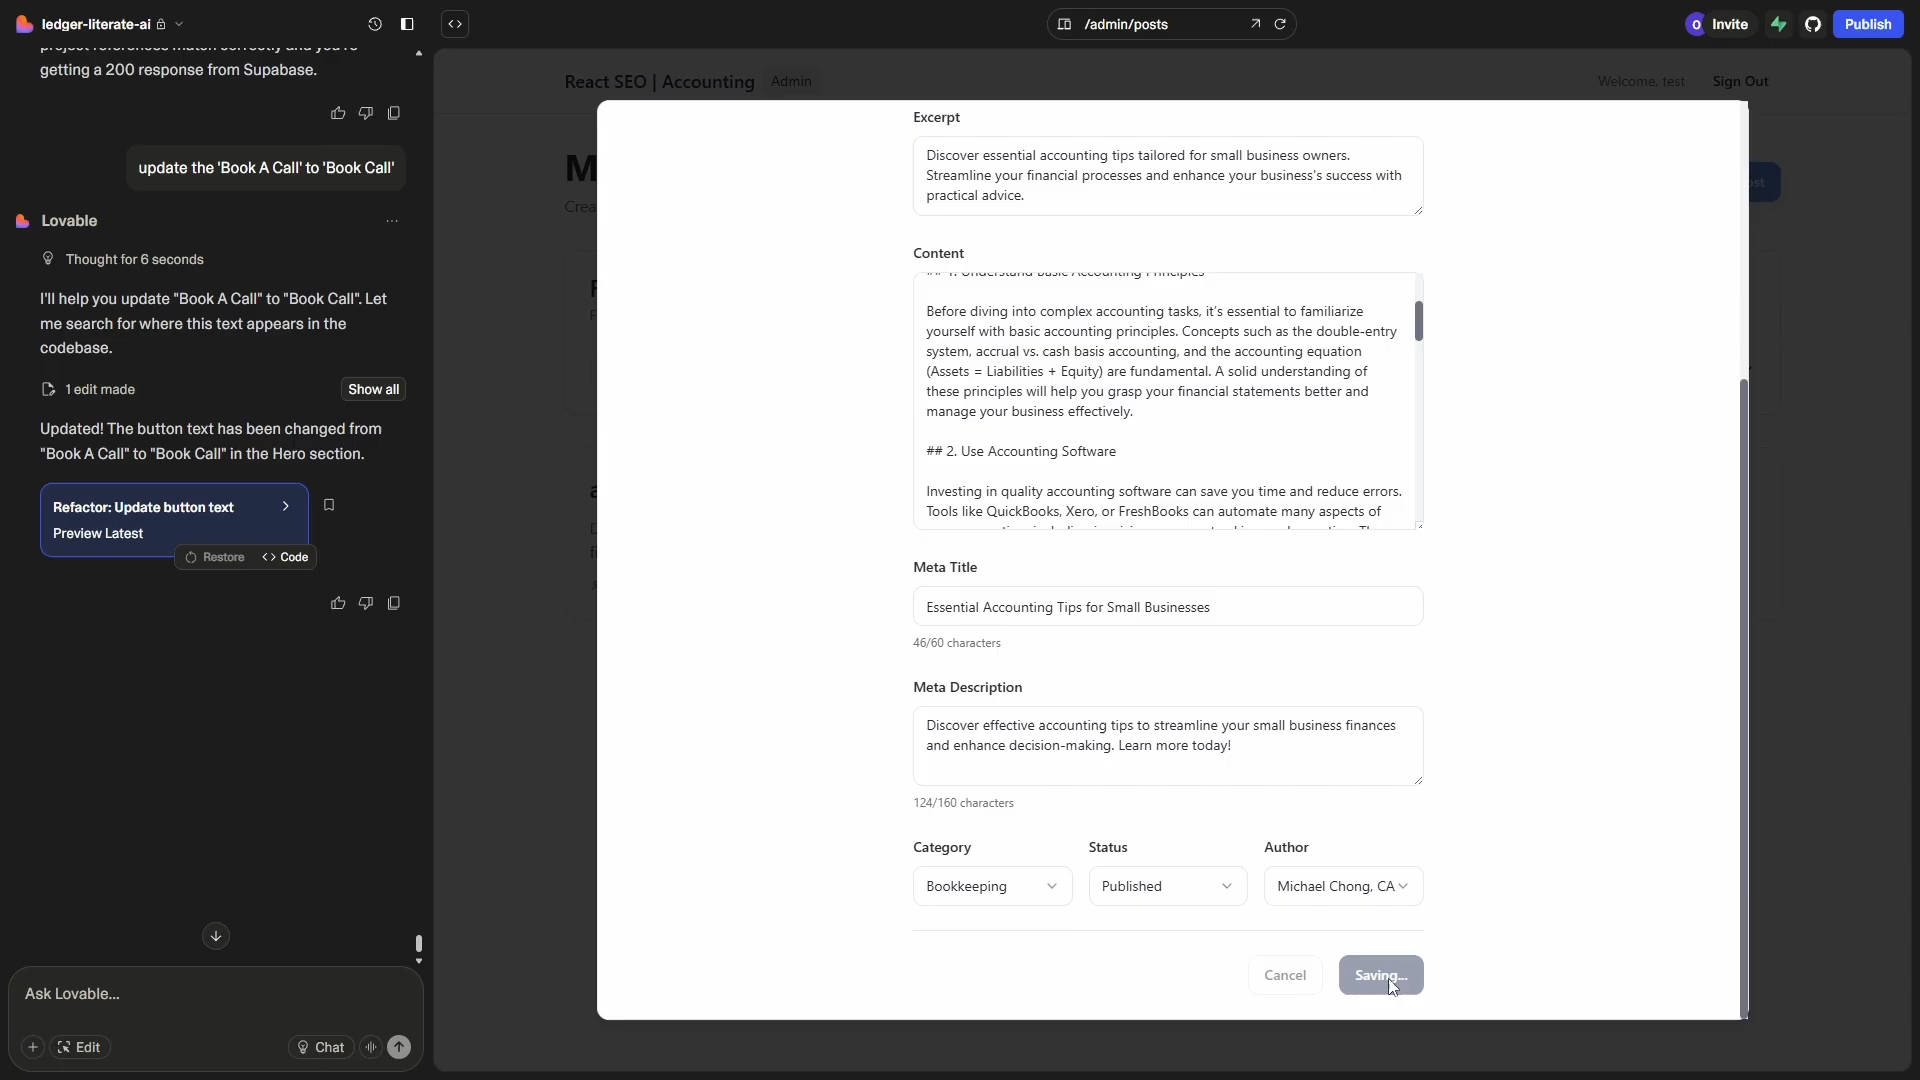 ledger-literate-ai
/admin/posts
O
Invite
Publish
project references match correctly and you're
getting a 200 response from Supabase.
update the 'Book A Call' to 'Book Call'
Lovable
Thought for 6 seconds
I'll help you update "Book A Call" to "Book Call". Let
me search for where this text appears in the
codebase.
1 edit made
Show all
Updated! The button text has been changed from
"Book A Call" to "Book Call" in the Hero section.
Refactor: Update button text
Preview Latest
Restore
Code
Ask Lovable...
Edit
Chat
React SEO | Accounting
Admin
Welcome, test
Sign Out
Excerpt
Discover essential accounting tips tailored for small business owners.
Streamline your financial processes and enhance your business's success with
practical advice.
Content
## 1. Understand Basic Accounting Principles
Before diving into complex accounting tasks, it's essential to familiarize
yourself with basic accounting principles. Concepts such as the double-entry
system, accrual vs. cash basis accounting, and the accounting equation
(Assets = Liabilities + Equity) are fundamental. A solid understanding of
these principles will help you grasp your financial statements better and
manage your business effectively.
## 2. Use Accounting Software
Investing in quality accounting software can save you time and reduce errors.
Tools like QuickBooks, Xero, or FreshBooks can automate many aspects of
Meta Title
Essential Accounting Tips for Small Businesses
46/60 characters
Meta Description
Discover effective accounting tips to streamline your small business finances
and enhance decision-making. Learn more today!
124/160 characters
Category
Status
Author
Bookkeeping
Published
Michael Chong, CA
Cancel
Saving...